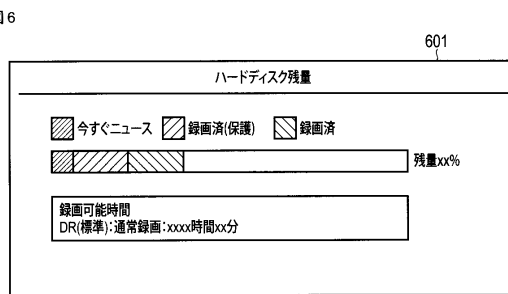 図6
601
ハードディスク残量
今すぐニュース 録画済(保護) 録画済
残量xx%
録画可能時間
DR(標準):通常録画:xxxx時間xx分